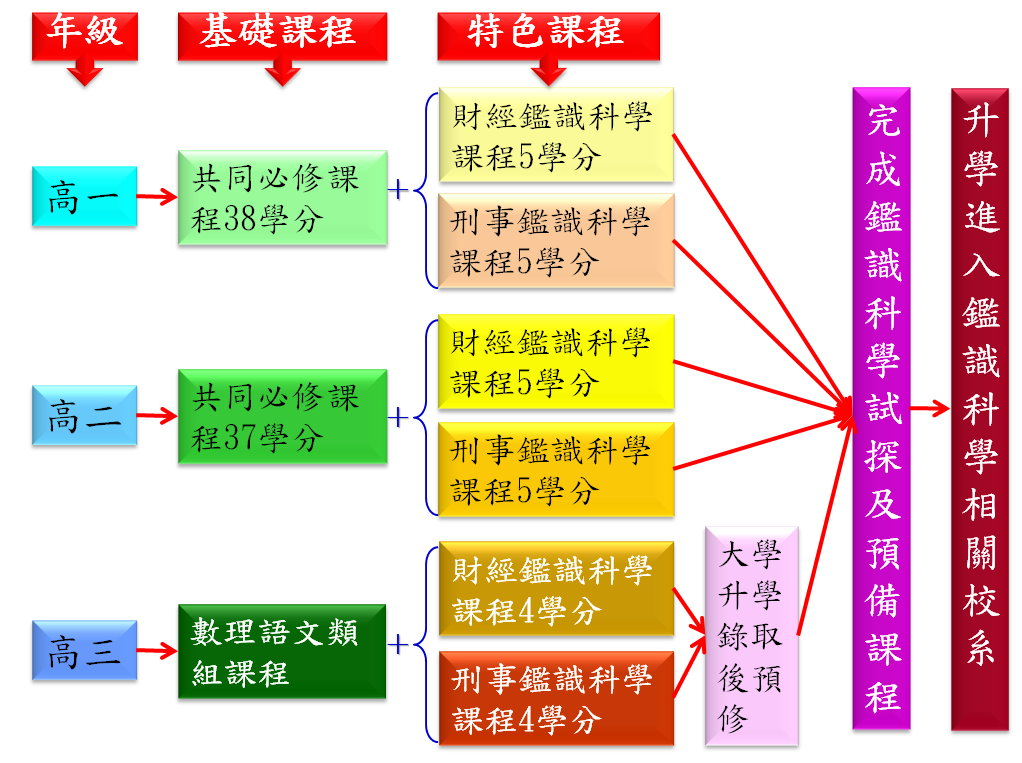 年級
基礎課程
特色課程
高一
共同必修課
程38學分
+
財經鑑識科學
課程5學分
刑事鑑識科學
課程5學分
高二
共同必修課
程37學分
+
財經鑑識科學
課程5學分
刑事鑑識科學
課程5學分
高三
數理語文類
組課程
+
財經鑑識科學
課程4學分
刑事鑑識科學
課程4學分
大學
升學
錄取
後預
修
完成鑑識科學試探及預備課程
升學進入鑑識科學相關校系